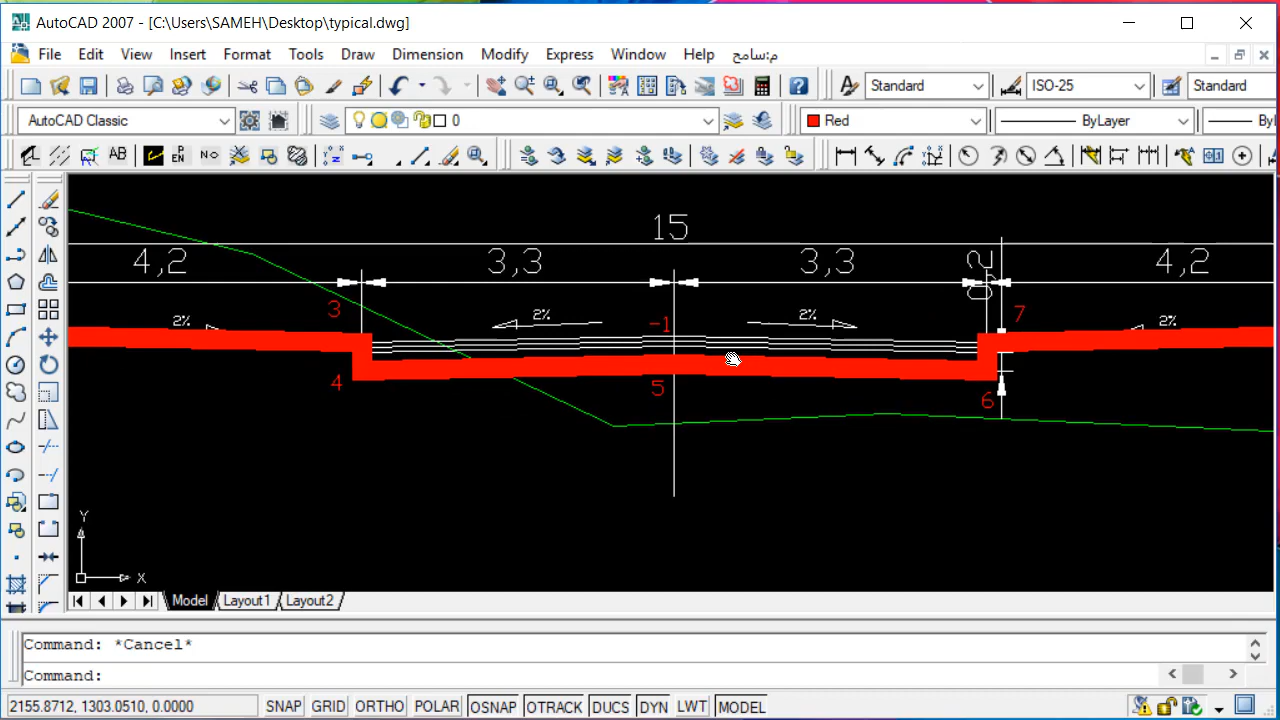 AutoCAD 2007 - [C:\Users\SAMEH\Desktop\typical.dwg]
File Edit View Insert Format Tools Draw Dimension Modify Express Window Help م:سامح
Standard ISO-25 Standard
AutoCAD Classic 0 Red ByLayer
15
4,2 3,3 3,3 0,2 4,2
3 2% 2% -1 2% 7 2%
4 5 6
Y
X
Model Layout1 Layout2
Command: *Cancel*
Command:
2155.8712, 1303.0510, 0.0000 SNAP GRID ORTHO POLAR OSNAP OTRACK DUCS DYN LWT MODEL